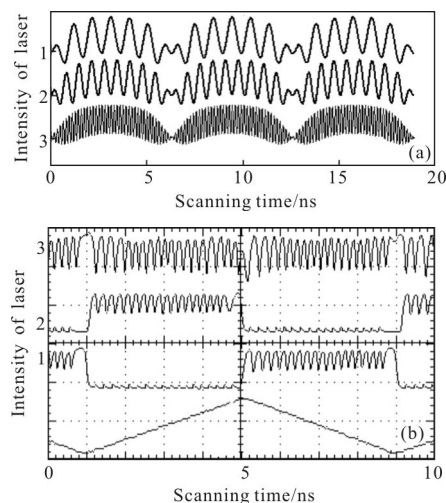 Intensity of laser
1
2
3
(a)
0
5
10
15
20
Scanning time/ns
Intensity of laser
3
2
1
(b)
0
5
10
Scanning time/ns